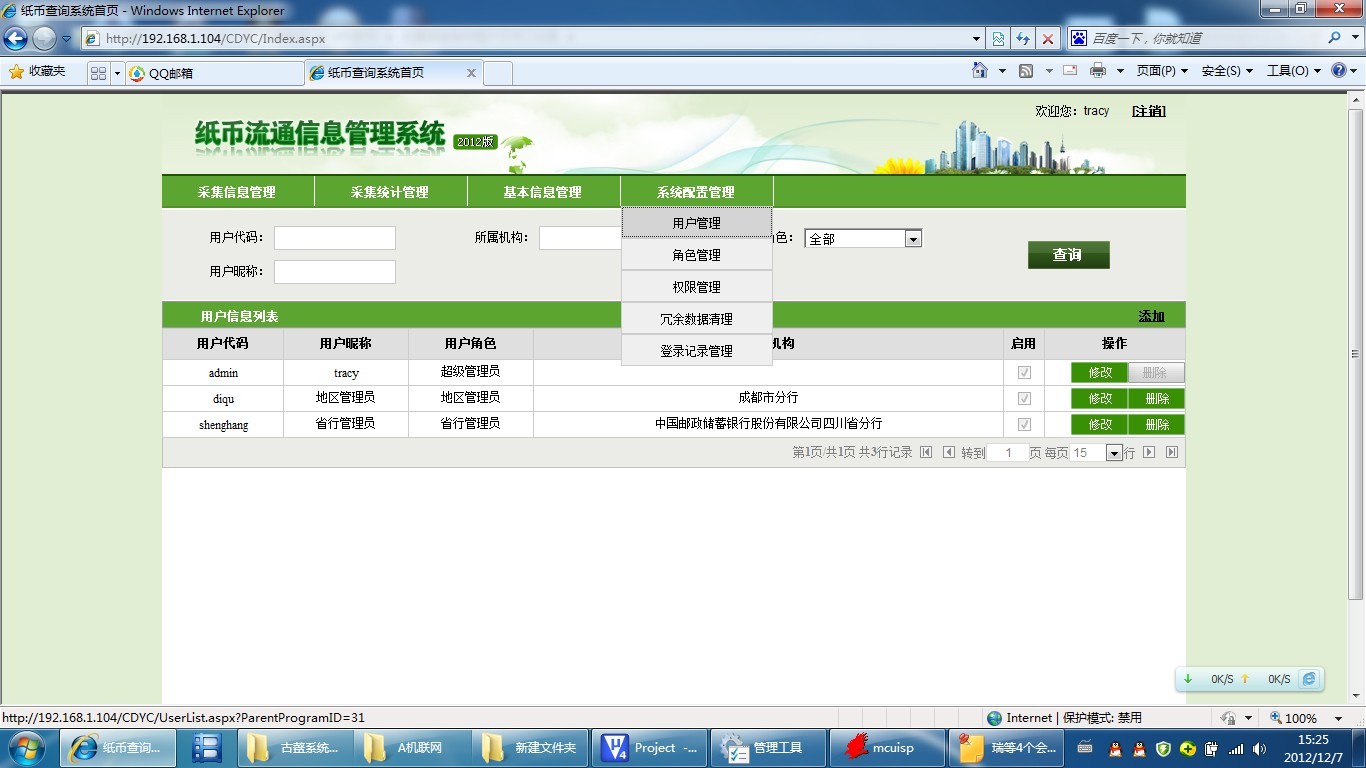 纸币查询系统首页 - Windows Internet Explorer
http://192.168.1.104/CDYC/Index.aspx
百度一下，你就知道
收藏夹
QQ邮箱
纸币查询系统首页
页面(P)
安全(S)
工具(O)
欢迎您：tracy [注销]
纸币流通信息管理系统 2012版
采集信息管理
采集统计管理
基本信息管理
系统配置管理
用户管理
角色管理
权限管理
冗余数据清理
登录记录管理
用户代码：
所属机构：
色：
全部
用户昵称：
查询
用户信息列表
添加
用户代码 用户昵称 用户角色 机构 启用 操作
admin tracy 超级管理员 修改 删除
diqu 地区管理员 地区管理员 成都市分行 修改 删除
shenghang 省行管理员 省行管理员 中国邮政储蓄银行股份有限公司四川省分行 修改 删除
第1页/共1页 共3行记录 转到 1 页 每页 15 行
0K/S 0K/S
http://192.168.1.104/CDYC/UserList.aspx?ParentProgramID=31
Internet | 保护模式: 禁用
100%
纸币查询...
A机联网
新建文件夹
Project -...
管理工具
mcuisp
瑞等4个会...
15:25
2012/12/7